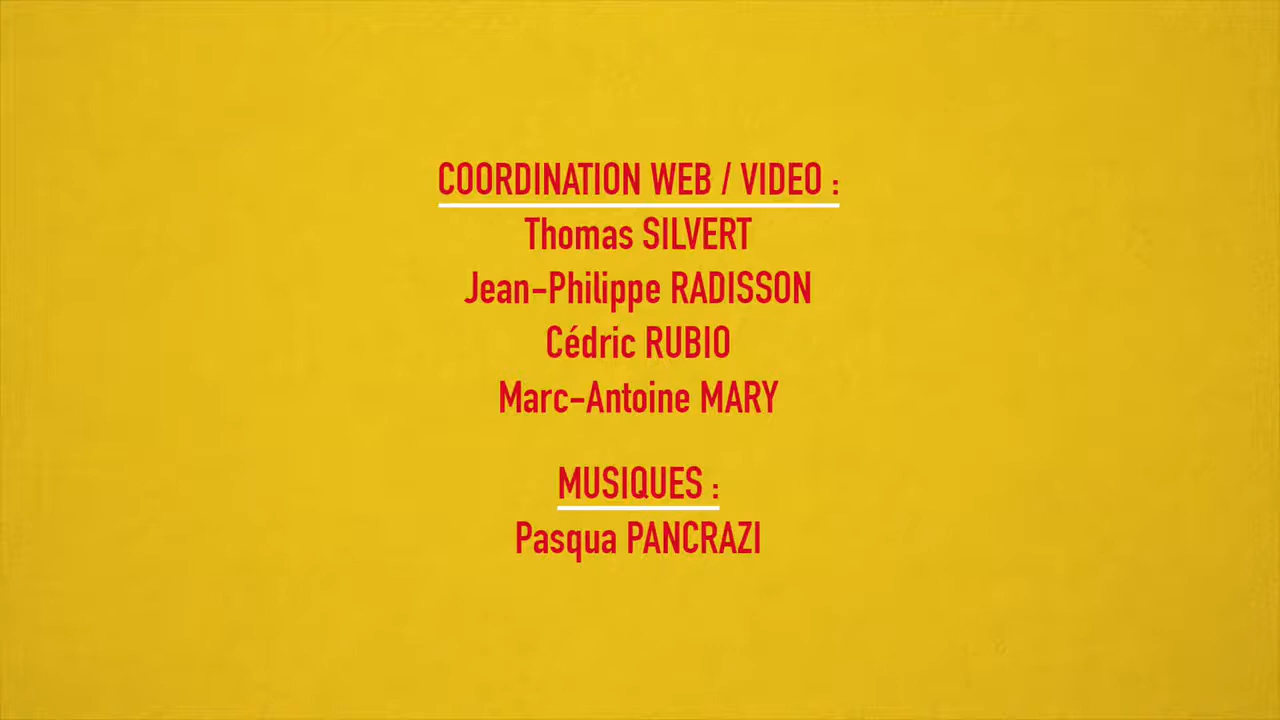 COORDINATION WEB / VIDEO :
Thomas SILVERT
Jean-Philippe RADISSON
Cédric RUBIO
Marc-Antoine MARY
MUSIQUES :
Pasqua PANCRAZI